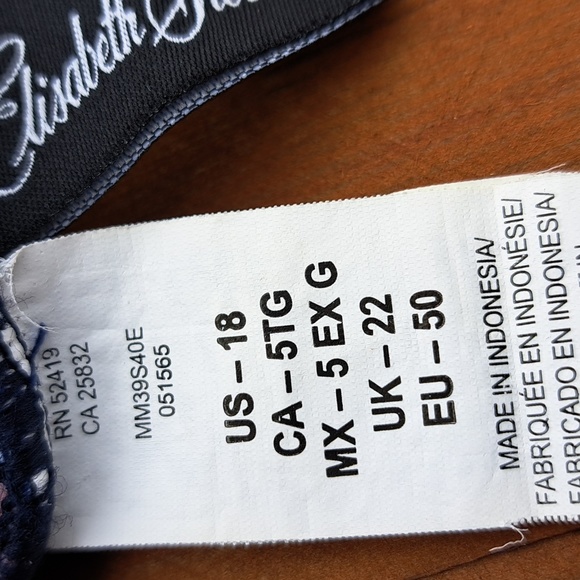 Elisabeth
RN 52419
CA 25832
MM39S40E
051565
US – 18
CA – 5TG
MX – 5 EX G
UK – 22
EU – 50
MADE IN INDONESIA/
FABRIQUÉE EN INDONÉSIE/
FABRICADO EN INDONESIA/